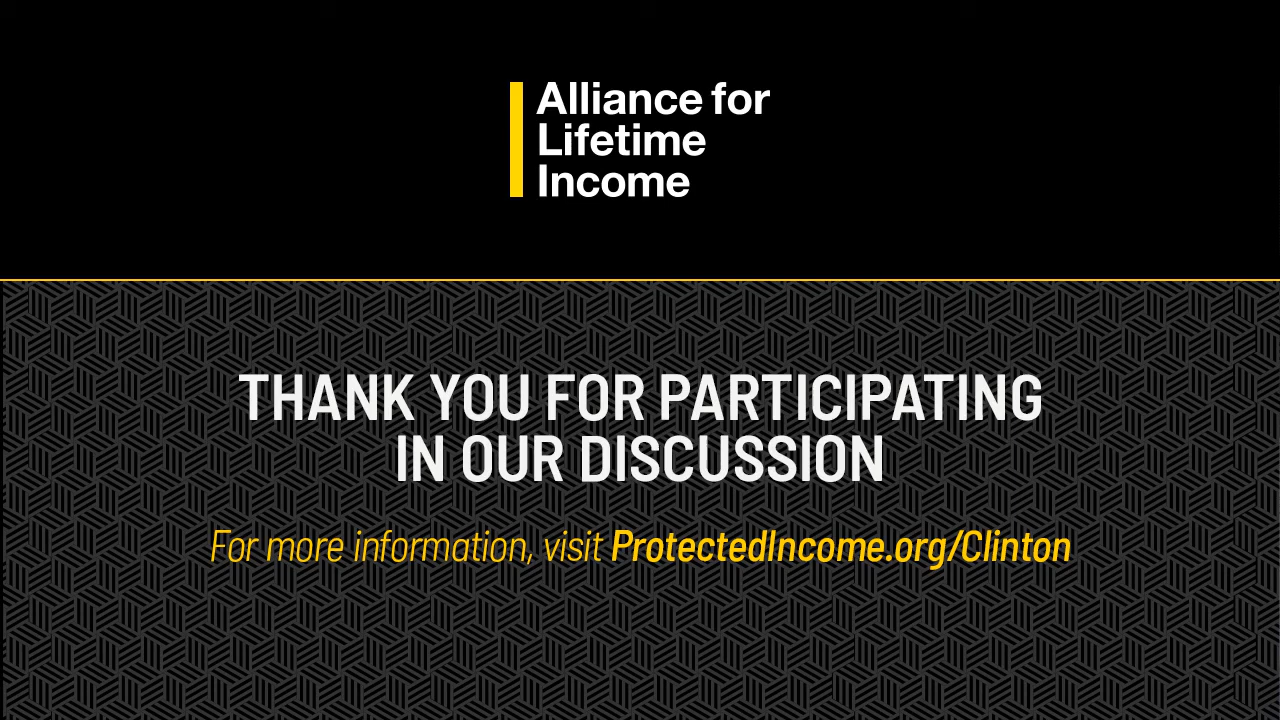 Alliance for
Lifetime
Income
THANK YOU FOR PARTICIPATING
IN OUR DISCUSSION
For more information, visit ProtectedIncome.org/Clinton